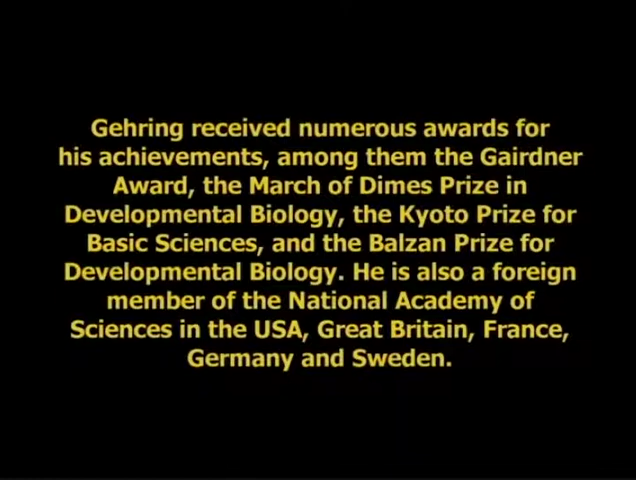 Gehring received numerous awards for
his achievements, among them the Gairdner
Award, the March of Dimes Prize in
Developmental Biology, the Kyoto Prize for
Basic Sciences, and the Balzan Prize for
Developmental Biology. He is also a foreign
member of the National Academy of
Sciences in the USA, Great Britain, France,
Germany and Sweden.